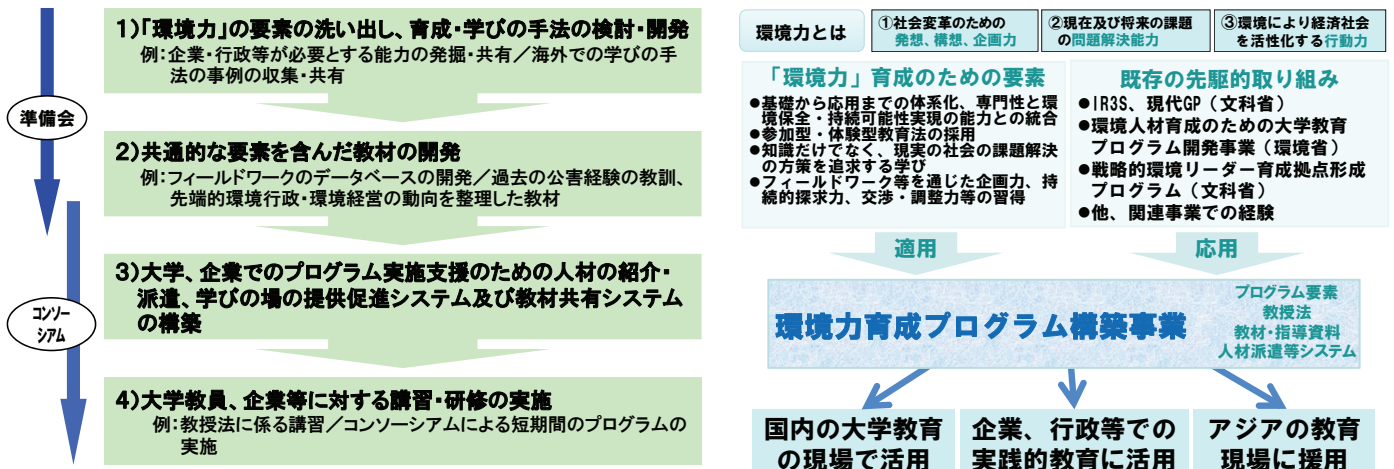 準備会
コンソー
シアム
1)「環境力」の要素の洗い出し、育成・学びの手法の検討・開発
例：企業・行政等が必要とする能力の発掘・共有／海外での学びの手
法の事例の収集・共有
2)共通的な要素を含んだ教材の開発
例：フィールドワークのデータベースの開発／過去の公害経験の教訓、
先端的環境行政・環境経営の動向を整理した教材
3)大学、企業でのプログラム実施支援のための人材の紹介・
派遣、学びの場の提供促進システム及び教材共有システム
の構築
4)大学教員、企業等に対する講習・研修の実施
例：教授法に係る講習／コンソーシアムによる短期間のプログラムの
実施
環境力とは
①社会変革のための
発想、構想、企画力
②現在及び将来の課題
の問題解決能力
③環境により経済社会
を活性化する行動力
「環境力」育成のための要素
●基礎から応用までの体系化、専門性と環
境保全・持続可能性実現の能力との統合
●参加型・体験型教育法の採用
●知識だけでなく、現実の社会の課題解決
の方策を追求する学び
●フィールドワーク等を通じた企画力、持
続的探求力、交渉・調整力等の習得
既存の先駆的取り組み
●IR3S、現代GP（文科省）
●環境人材育成のための大学教育
プログラム開発事業（環境省）
●戦略的環境リーダー育成拠点形成
プログラム（文科省）
●他、関連事業での経験
適用
応用
環境力育成プログラム構築事業
プログラム要素
教授法
教材・指導資料
人材派遣等システム
国内の大学教育
の現場で活用
企業、行政等での
実践的教育に活用
アジアの教育
現場に援用